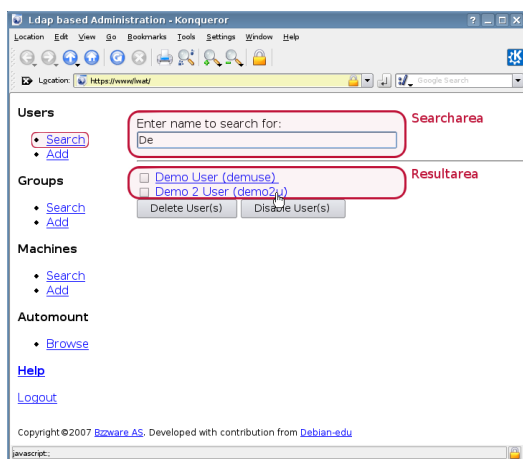 Ldap based Administration - Konqueror
Location Edit View Go Bookmarks Tools Settings Window Help
Location: https://www/lwat/ Google Search
Users
Search
Add
Groups
Search
Add
Machines
Search
Add
Automount
Browse
Help
Logout
Enter name to search for:
De
Searcharea
Demo User (demuse)
Demo 2 User (demo2u)
Resultarea
Delete User(s) Disable User(s)
Copyright©2007 Bzzware AS. Developed with contribution from Debian-edu
javascript:;